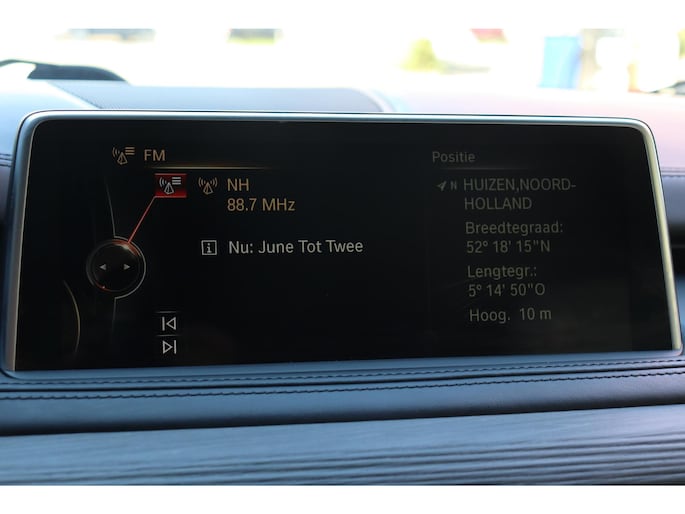 FM
NH
88.7 MHz
Nu: June Tot Twee
Positie
N HUIZEN,NOORD-
HOLLAND
Breedtegraad:
52° 18' 15"N
Lengtegr.:
5° 14' 50"O
Hoog. 10 m